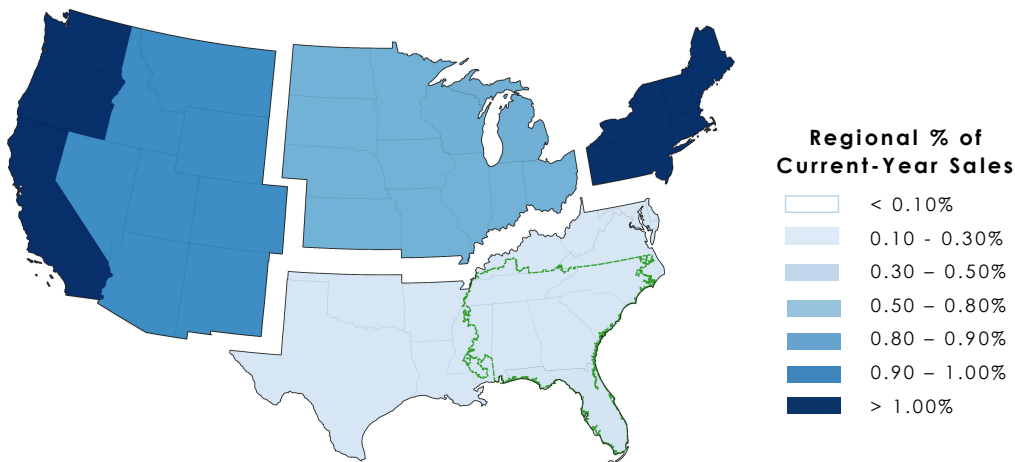 Regional % of
Current-Year Sales
< 0.10%
0.10 - 0.30%
0.30 – 0.50%
0.50 – 0.80%
0.80 – 0.90%
0.90 – 1.00%
> 1.00%